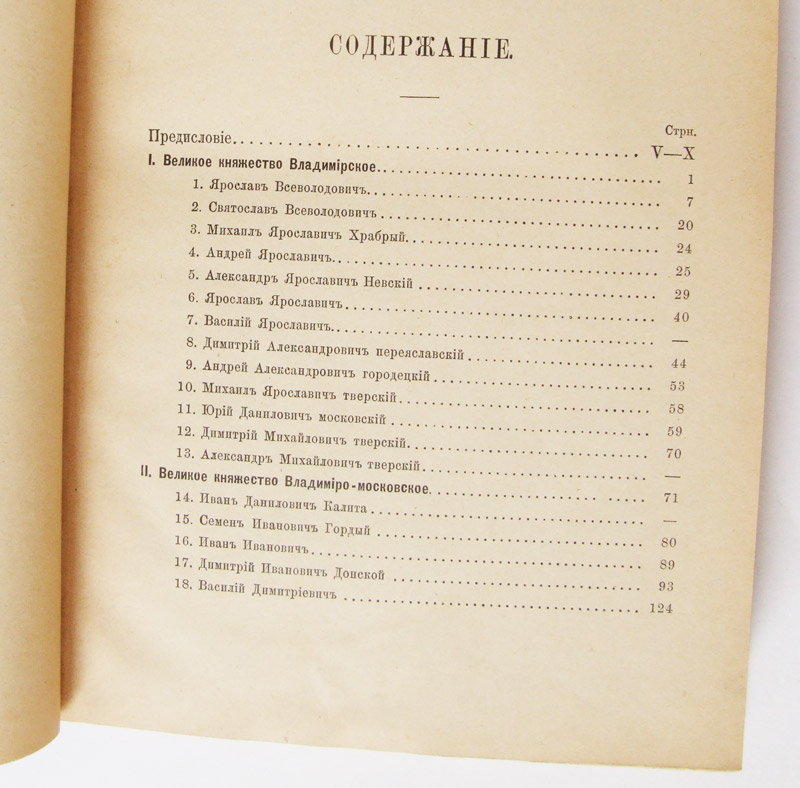 СОДЕРЖАНІЕ.
Стрн.
Предисловіе. V—X
I. Великое княжество Владимірское. 1
1. Ярославъ Всеволодовичъ. 7
2. Святославъ Всеволодовичъ 20
3. Михаилъ Ярославичъ Храбрый. 24
4. Андрей Ярославичъ. 25
5. Александръ Ярославичъ Невскій 29
6. Ярославъ Ярославичъ 40
7. Василій Ярославичъ. —
8. Димитрій Александровичъ переяславскій 44
9. Андрей Александровичъ городецкій 53
10. Михаилъ Ярославичъ тверскій 58
11. Юрій Даниловичъ московскій 59
12. Димитрій Михайловичъ тверскій. 70
13. Александръ Михайловичъ тверскій —
II. Великое княжество Владиміро-московское. 71
14. Иванъ Даниловичъ Калита —
15. Семенъ Ивановичъ Гордый 80
16. Иванъ Ивановичъ. 89
17. Димитрій Ивановичъ Донской 93
18. Василій Димитріевичъ 124